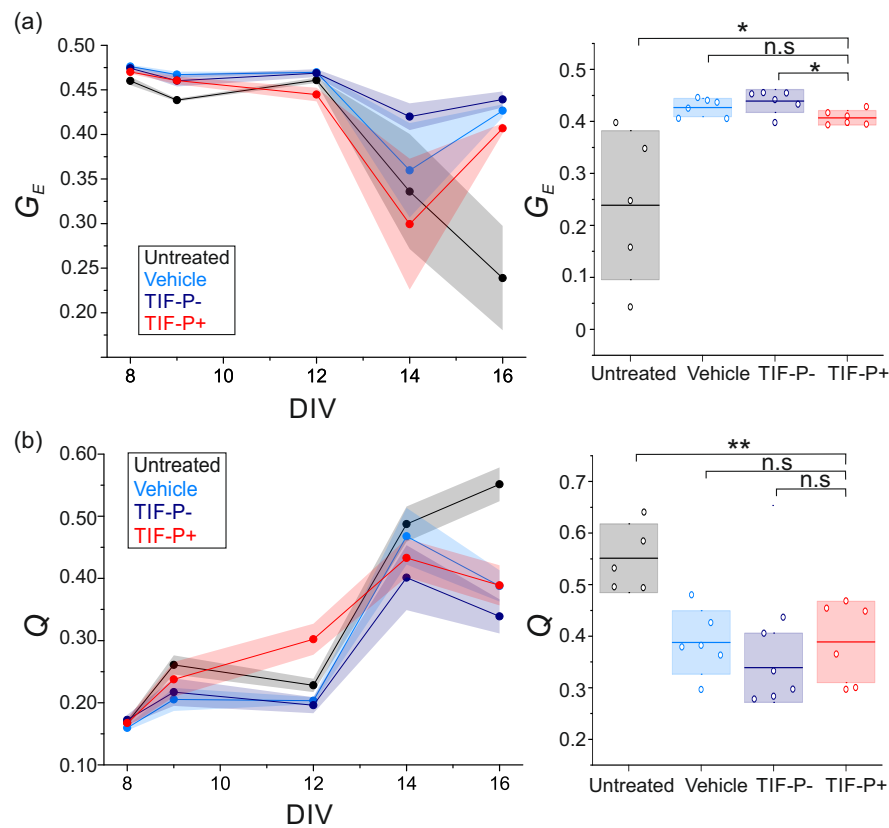 (a)
0.50
0.45
0.40
0.35
0.30
0.25
0.20
G_E
Untreated
Vehicle
TIF-P-
TIF-P+
8 10 12 14 16
DIV
*
n.s
*
0.5
0.4
0.3
0.2
0.1
0
G_E
Untreated Vehicle TIF-P- TIF-P+
(b)
0.60
0.50
0.40
0.30
0.20
0.10
Q
Untreated
Vehicle
TIF-P-
TIF-P+
8 10 12 14 16
DIV
**
n.s
n.s
0.7
0.6
0.5
0.4
0.3
0.2
Q
Untreated Vehicle TIF-P- TIF-P+